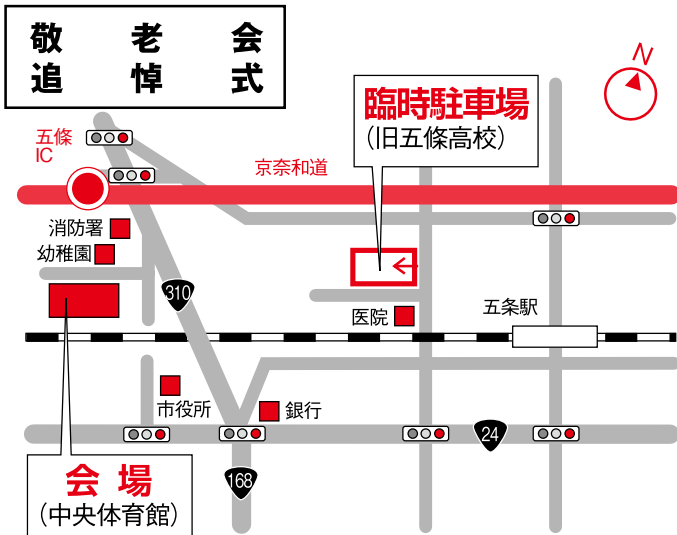 敬老会
追悼式
N
臨時駐車場
（旧五條高校）
五條
IC
京奈和道
消防署
幼稚園
310
医院
五条駅
市役所
銀行
24
168
会場
（中央体育館）